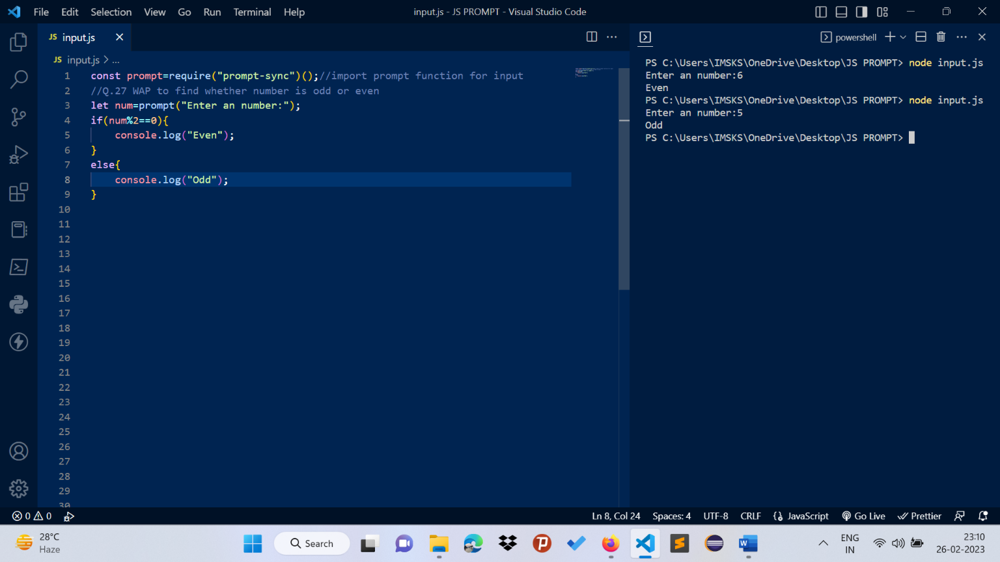 File Edit Selection View Go Run Terminal Help
input.js - JS PROMPT - Visual Studio Code
JS input.js
JS input.js > ...
1 const prompt=require("prompt-sync")();//import prompt function for input
2 //Q.27 WAP to find whether number is odd or even
3 let num=prompt("Enter an number:");
4 if(num%2==0){
5 console.log("Even");
6 }
7 else{
8 console.log("Odd");
9 }
10
11
12
13
14
15
16
17
18
19
20
21
22
23
24
25
26
27
28
29
30
powershell
PS C:\Users\IMSKS\OneDrive\Desktop\JS PROMPT> node input.js
Enter an number:6
Even
PS C:\Users\IMSKS\OneDrive\Desktop\JS PROMPT> node input.js
Enter an number:5
Odd
PS C:\Users\IMSKS\OneDrive\Desktop\JS PROMPT>
0 0 Ln 8, Col 24 Spaces: 4 UTF-8 CRLF JavaScript Go Live Prettier
28°C
Haze
Search
ENG
IN
23:10
26-02-2023